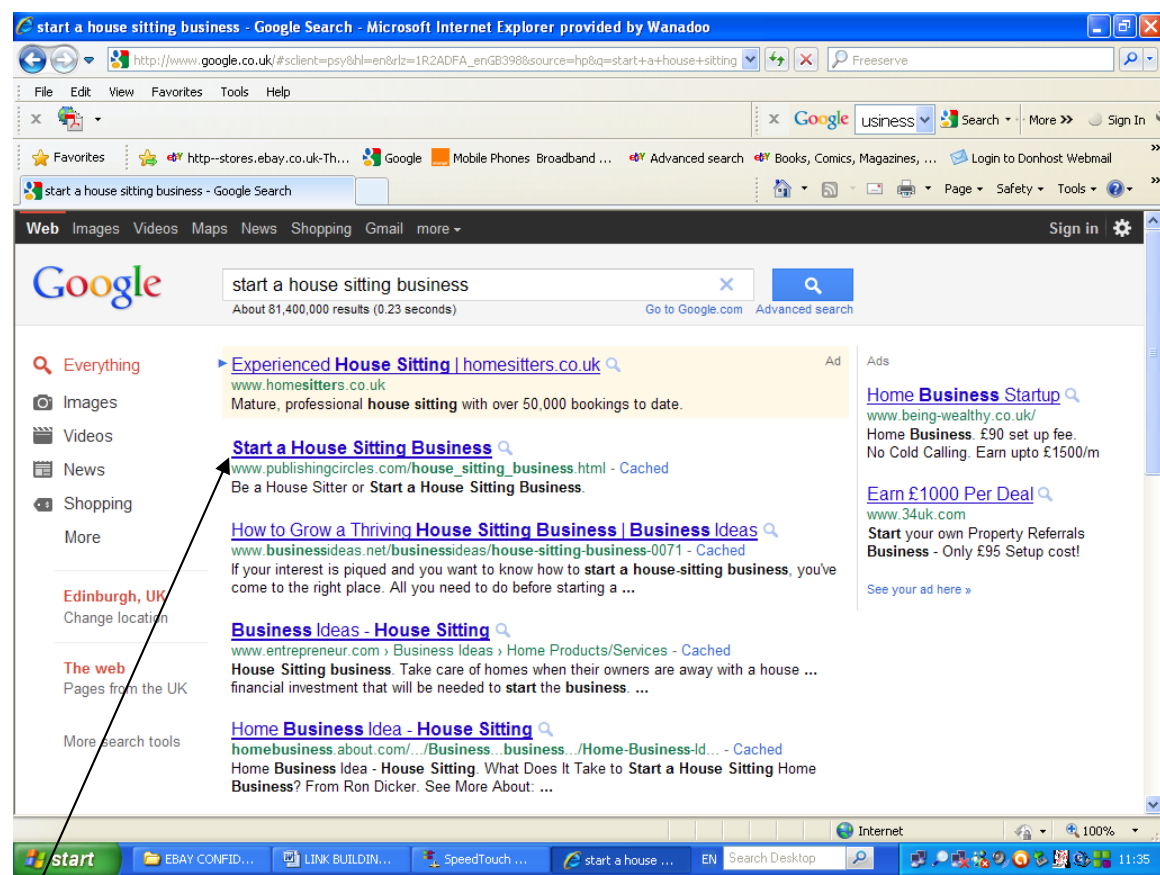 start a house sitting business - Google Search - Microsoft Internet Explorer provided by Wanadoo
http://www.google.co.uk/#sclient=psy&hl=en&rlz=1R2ADFA_enGB398&source=hp&q=start+a+house+sitting
Freeserve
File Edit View Favorites Tools Help
x
x Google usiness Search More >> Sign In
Favorites http--stores.ebay.co.uk-Th... Google Mobile Phones Broadband ... Advanced search Books, Comics, Magazines, ... Login to Donhost Webmail »
start a house sitting business - Google Search
Page Safety Tools »
Web Images Videos Maps News Shopping Gmail more Sign in
Google
start a house sitting business
About 81,400,000 results (0.23 seconds) Go to Google.com Advanced search
Everything
Images
Videos
News
Shopping
More
Edinburgh, UK
Change location
The web
Pages from the UK
More search tools
Experienced House Sitting | homesitters.co.uk Ad
www.homesitters.co.uk
Mature, professional house sitting with over 50,000 bookings to date.
Start a House Sitting Business
www.publishingcircles.com/house_sitting_business.html - Cached
Be a House Sitter or Start a House Sitting Business.
How to Grow a Thriving House Sitting Business | Business Ideas
www.businessideas.net/businessideas/house-sitting-business-0071 - Cached
If your interest is piqued and you want to know how to start a house-sitting business, you've
come to the right place. All you need to do before starting a ...
Business Ideas - House Sitting
www.entrepreneur.com › Business Ideas › Home Products/Services - Cached
House Sitting business. Take care of homes when their owners are away with a house ...
financial investment that will be needed to start the business. ...
Home Business Idea - House Sitting
homebusiness.about.com/.../Business...business.../Home-Business-Id... - Cached
Home Business Idea - House Sitting. What Does It Take to Start a House Sitting Home
Business? From Ron Dicker. See More About: ...
Ads
Home Business Startup
www.being-wealthy.co.uk/
Home Business. £90 set up fee.
No Cold Calling. Earn upto £1500/m
Earn £1000 Per Deal
www.34uk.com
Start your own Property Referrals
Business - Only £95 Setup cost!
See your ad here »
Internet 100%
start EBAY CONFID... LINK BUILDIN... SpeedTouch ... start a house ... EN Search Desktop 11:35